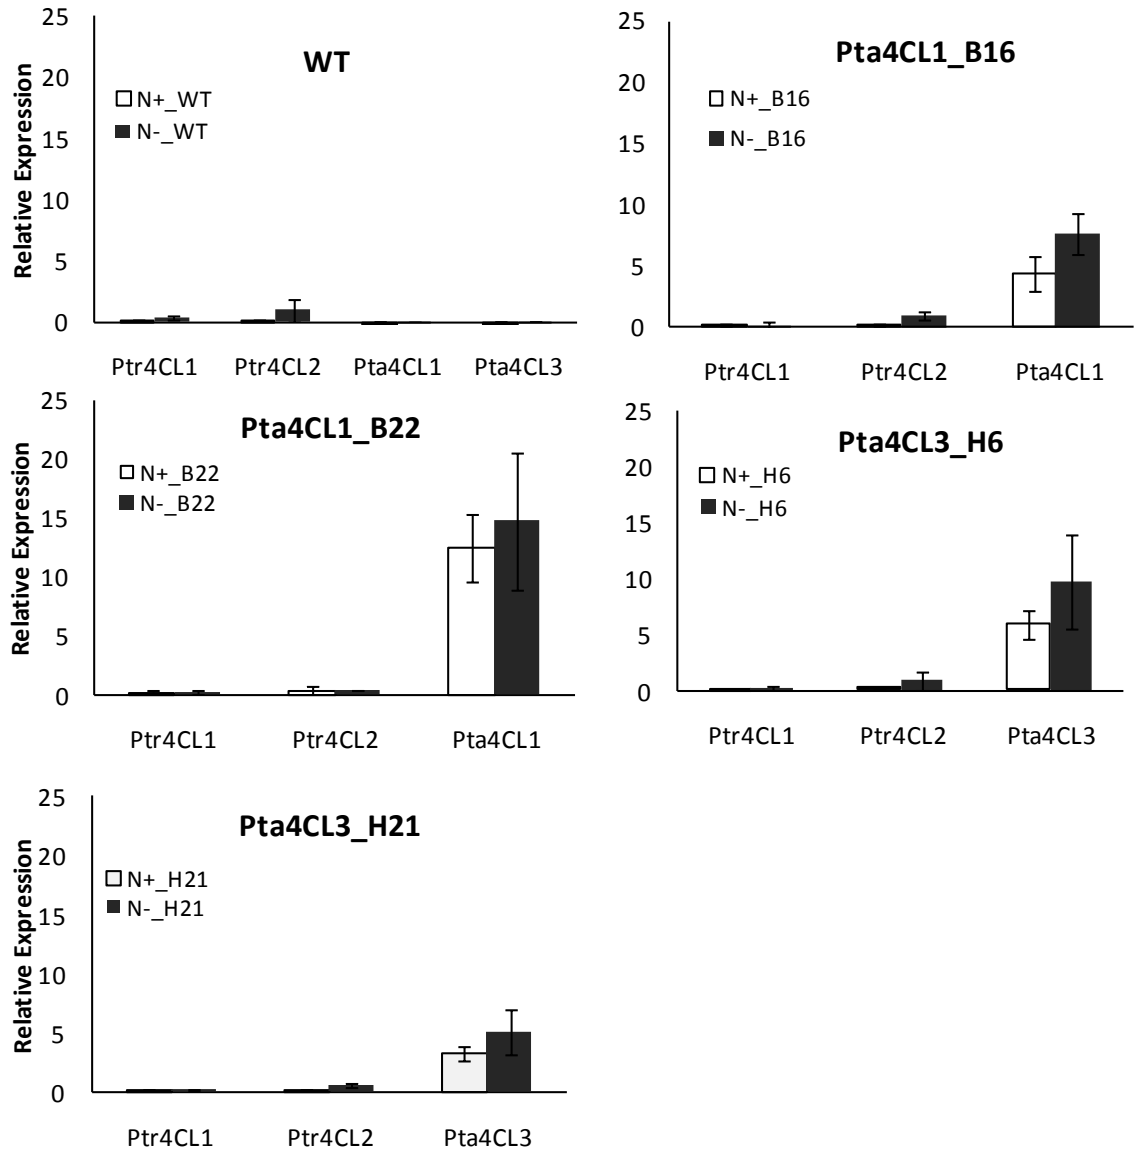 WT
Relative Expression
25
20
15
10
5
0
N+_WT
N-_WT
Ptr4CL1 Ptr4CL2 Pta4CL1 Pta4CL3
Pta4CL1_B16
25
20
15
10
5
0
N+_B16
N-_B16
Ptr4CL1 Ptr4CL2 Pta4CL1
Pta4CL1_B22
Relative Expression
25
20
15
10
5
0
N+_B22
N-_B22
Ptr4CL1 Ptr4CL2 Pta4CL1
Pta4CL3_H6
25
20
15
10
5
0
N+_H6
N-_H6
Ptr4CL1 Ptr4CL2 Pta4CL3
Pta4CL3_H21
Relative Expression
25
20
15
10
5
0
N+_H21
N-_H21
Ptr4CL1 Ptr4CL2 Pta4CL3